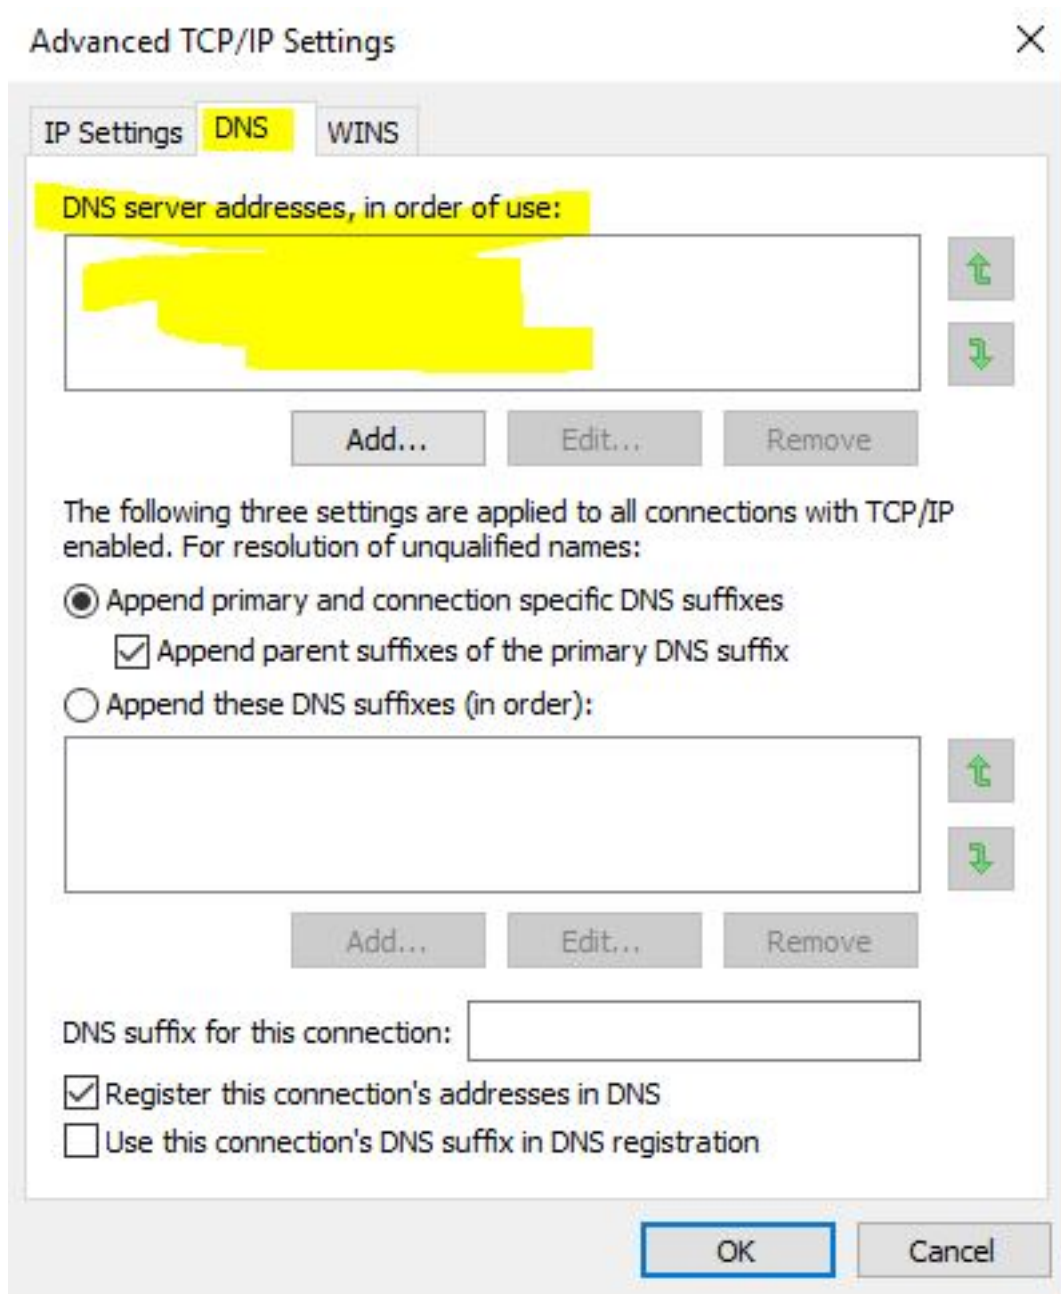 Advanced TCP/IP Settings
IP Settings DNS WINS
DNS server addresses, in order of use:
Add... Edit... Remove
The following three settings are applied to all connections with TCP/IP
enabled. For resolution of unqualified names:
Append primary and connection specific DNS suffixes
Append parent suffixes of the primary DNS suffix
Append these DNS suffixes (in order):
Add... Edit... Remove
DNS suffix for this connection:
Register this connection's addresses in DNS
Use this connection's DNS suffix in DNS registration
OK Cancel